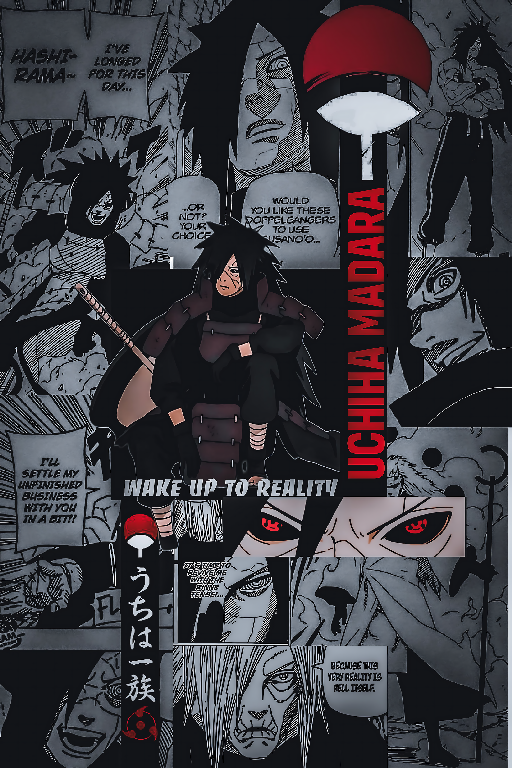 HASHI-
RAMA~
I'VE
LONGED
FOR THIS
DAY...
...OR
NOT?
YOUR
CHOICE
WOULD
YOU LIKE THESE
DOPPELGANGERS
TO USE
SUSANO'O...
UCHIHA MADARA
I'LL
SETTLE MY
UNFINISHED
BUSINESS
WITH YOU
IN A BIT!!
WAKE UP TO REALITY
うちは一族
BECAUSE THIS
VERY REALITY IS
HELL ITSELF.